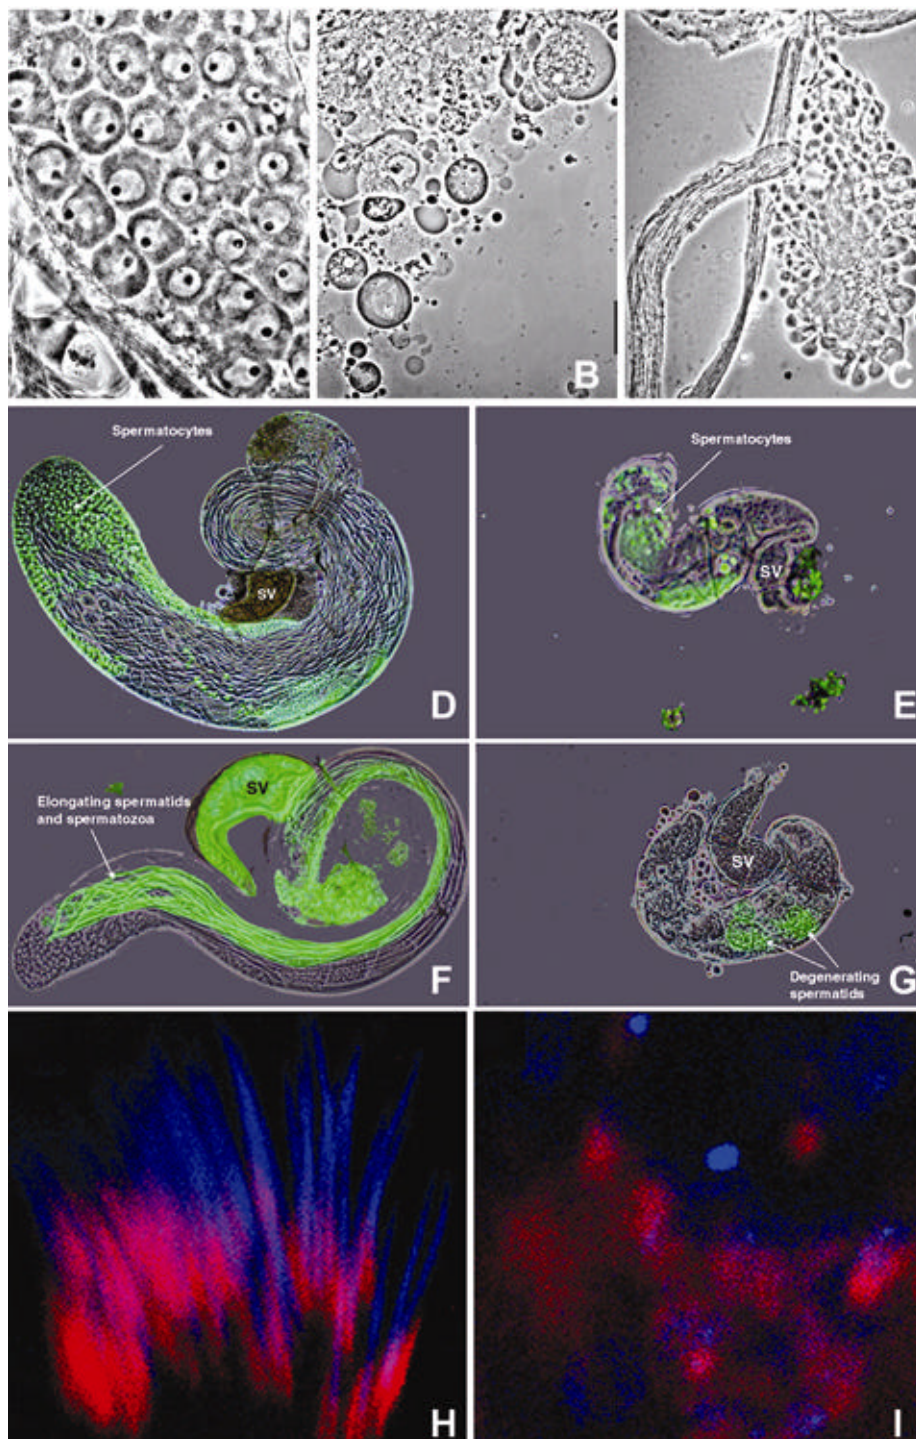 A
B
C
Spermatocytes
SV
D
Spermatocytes
SV
E
Elongating spermatids
and spermatozoa
SV
F
SV
Degenerating
spermatids
G
H
I